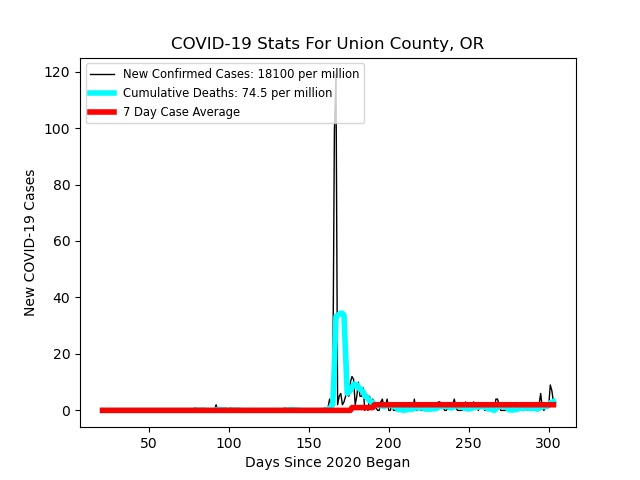 COVID-19 Stats For Union County, OR
New Confirmed Cases: 18100 per million
Cumulative Deaths: 74.5 per million
7 Day Case Average
New COVID-19 Cases
120
100
80
60
40
20
0
50
100
150
200
250
300
Days Since 2020 Began